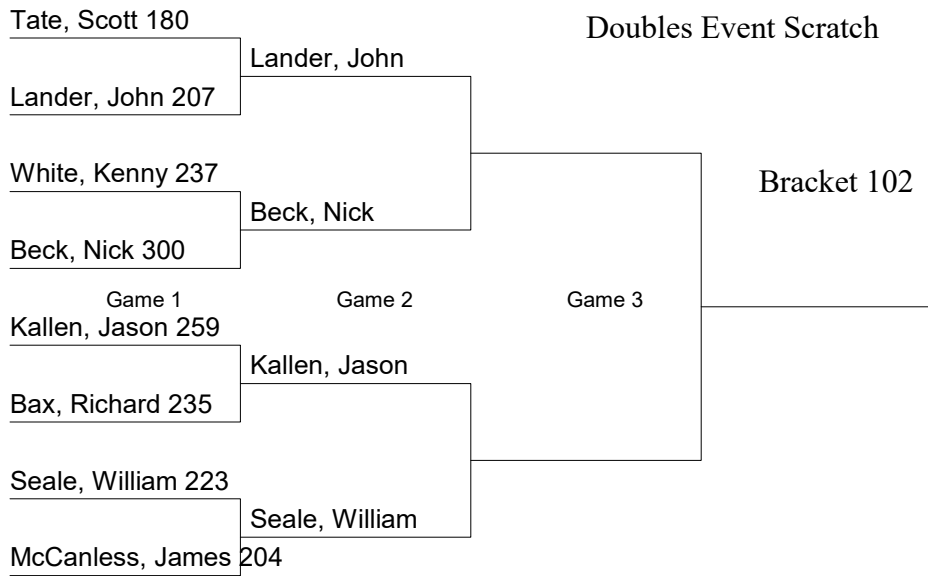 Tate, Scott 180
Doubles Event Scratch
Lander, John
Lander, John 207
White, Kenny 237
Bracket 102
Beck, Nick
Beck, Nick 300
Game 1
Game 2
Game 3
Kallen, Jason 259
Kallen, Jason
Bax, Richard 235
Seale, William 223
Seale, William
McCanless, James 204